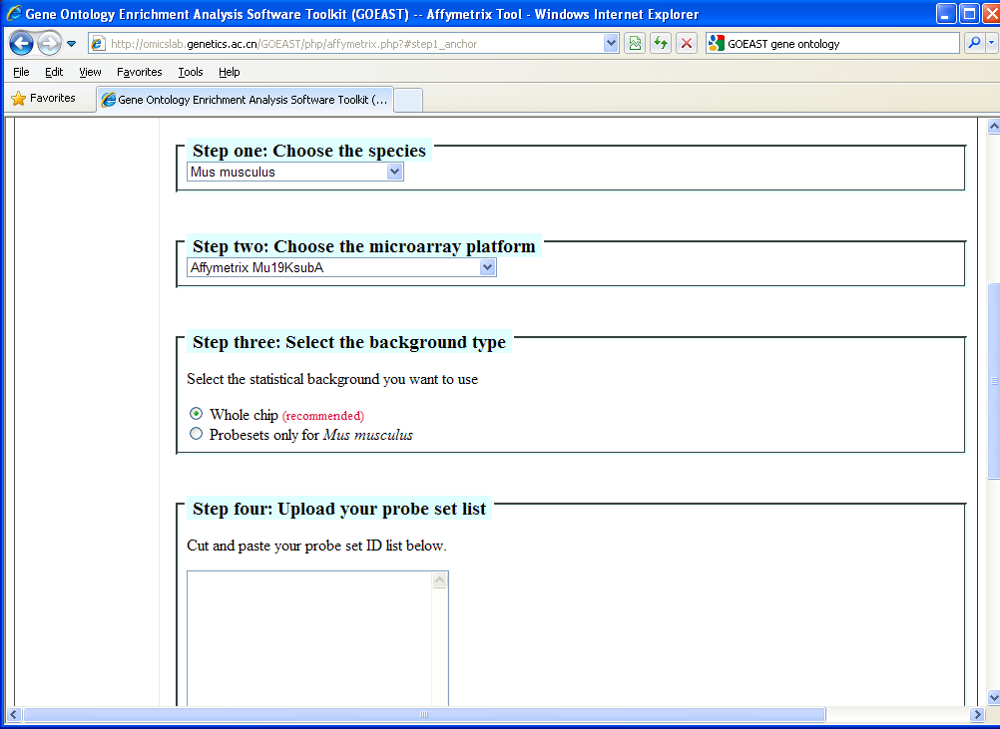 Gene Ontology Enrichment Analysis Software Toolkit (GOEAST) -- Affymetrix Tool - Windows Internet Explorer
http://omicslab.genetics.ac.cn/GOEAST/php/affymetrix.php?#step1_anchor
GOEAST gene ontology
File Edit View Favorites Tools Help
Favorites
Gene Ontology Enrichment Analysis Software Toolkit (...
Step one: Choose the species
Mus musculus
Step two: Choose the microarray platform
Affymetrix Mu19KsubA
Step three: Select the background type
Select the statistical background you want to use
Whole chip (recommended)
Probesets only for Mus musculus
Step four: Upload your probe set list
Cut and paste your probe set ID list below.